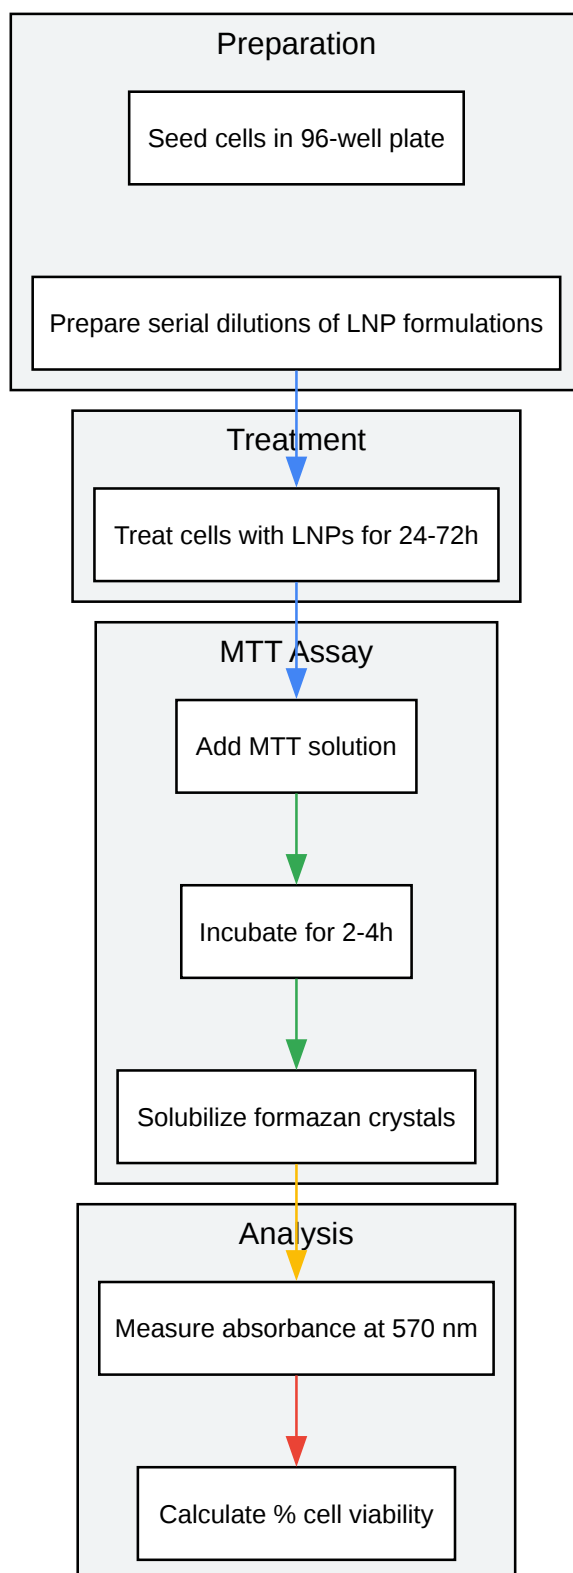 Preparation
Seed cells in 96-well plate
Prepare serial dilutions of LNP formulations
Treatment
Treat cells with LNPs for 24-72h
MTT Assay
Add MTT solution
Incubate for 2-4h
Solubilize formazan crystals
Analysis
Measure absorbance at 570 nm
Calculate % cell viability